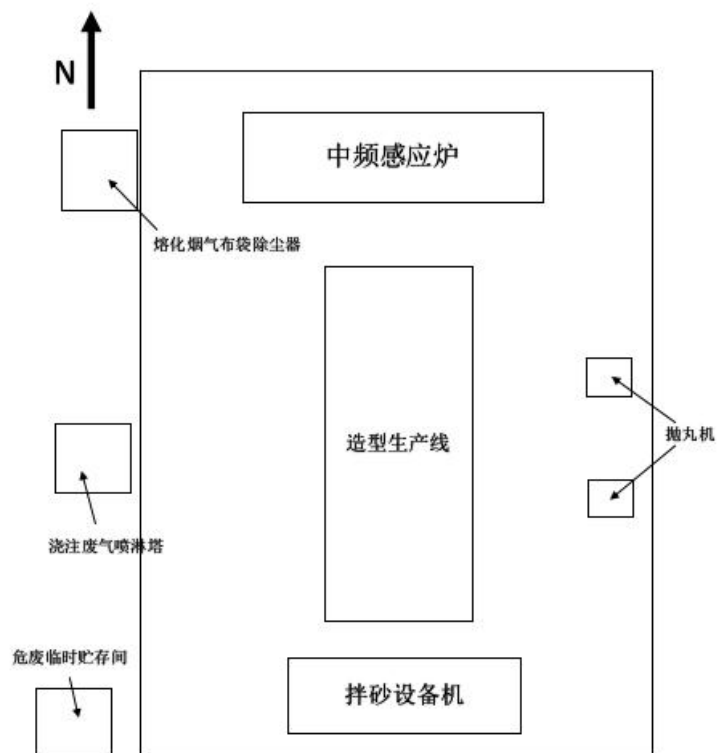 N
中频感应炉
熔化烟气布袋除尘器
造型生产线
抛丸机
浇注废气喷淋塔
危废临时贮存间
拌砂设备机